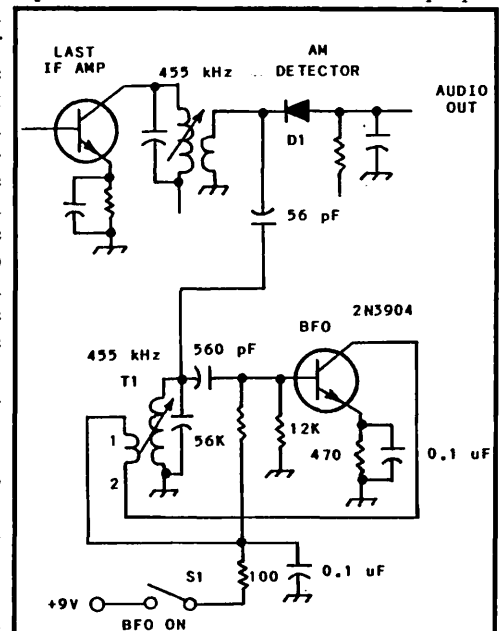 LAST
IF AMP
455 kHz
AM
DETECTOR
AUDIO
OUT
D1
56 pF
2N3904
BFO
455 kHz
560 pF
T1
1
56K
12K
470
0.1 uF
2
S1
100
0.1 uF
+9V
BFO ON